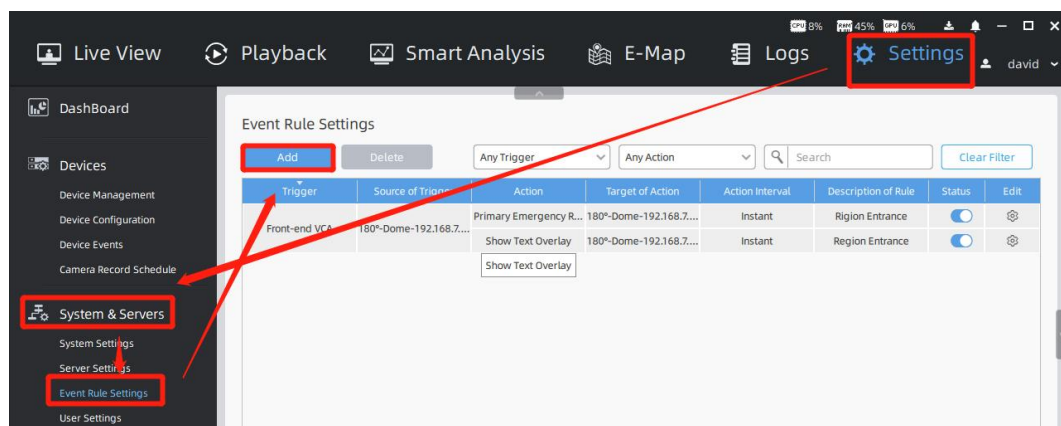 CPU 8% RAM 45% GPU 6%
Live View Playback Smart Analysis E-Map Logs Settings david
DashBoard
Event Rule Settings
Add Delete Any Trigger Any Action Search Clear Filter
Devices
Trigger Source of Trigge Action Target of Action Action Interval Description of Rule Status Edit
Device Management
Front-end VCA 180°-Dome-192.168.7....
Primary Emergency R... 180°-Dome-192.168.7.... Instant Rigion Entrance
Device Configuration
Show Text Overlay 180°-Dome-192.168.7.... Instant Region Entrance
Device Events
Show Text Overlay
Camera Record Schedule
System & Servers
System Settings
Server Settings
Event Rule Settings
User Settings